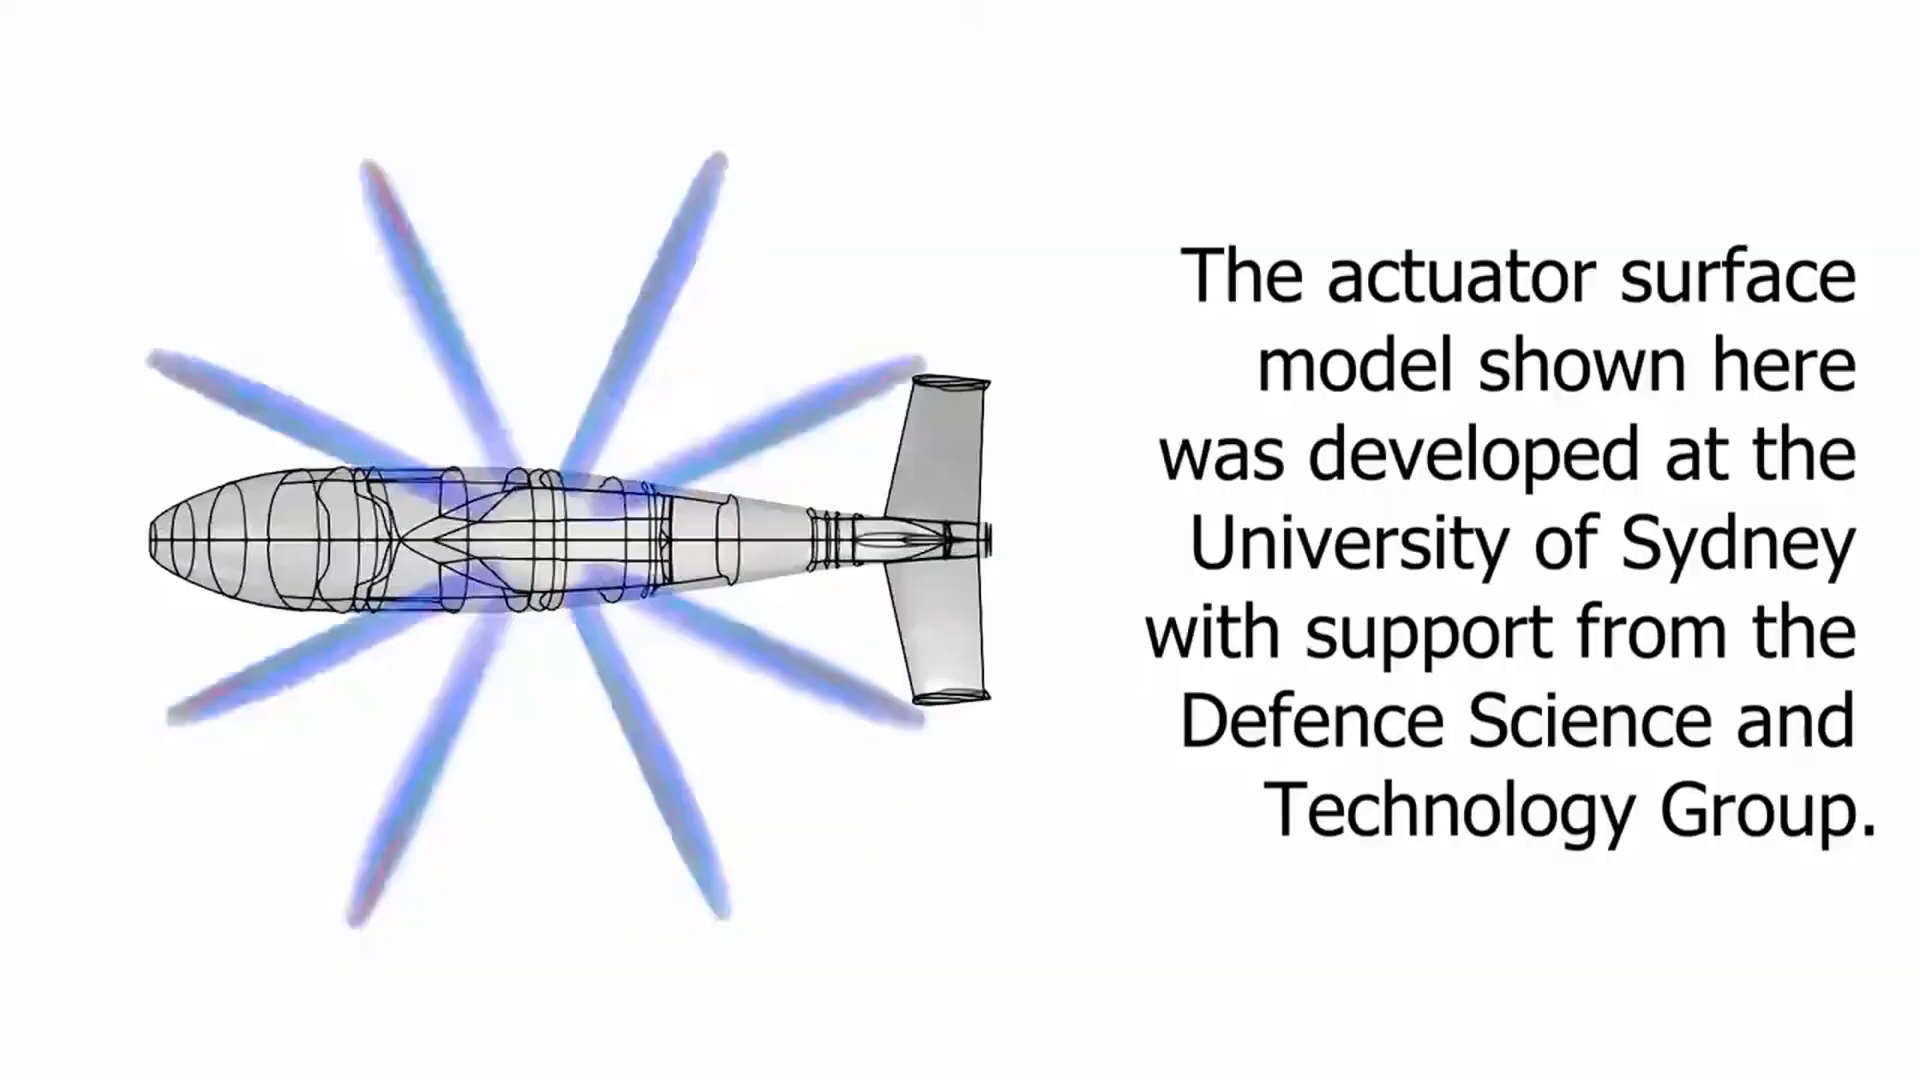 The actuator surface
model shown here
was developed at the
University of Sydney
with support from the
Defence Science and
Technology Group.